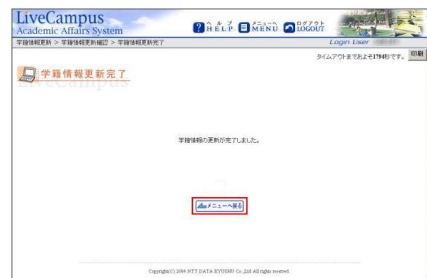 LiveCampus
Academic Affairs System
ヘルプ メニュー ログアウト
HELP MENU LOGOUT
学籍情報更新 > 学籍情報更新確認 > 学籍情報更新完了
Login User
タイムアウトまでおよそ1784秒です。 印刷
学籍情報更新完了
学籍情報の更新が完了しました。
メニューへ戻る
Copyright(C) 2004 NTT DATA KYUSHU Co.,Ltd All rights reserved.